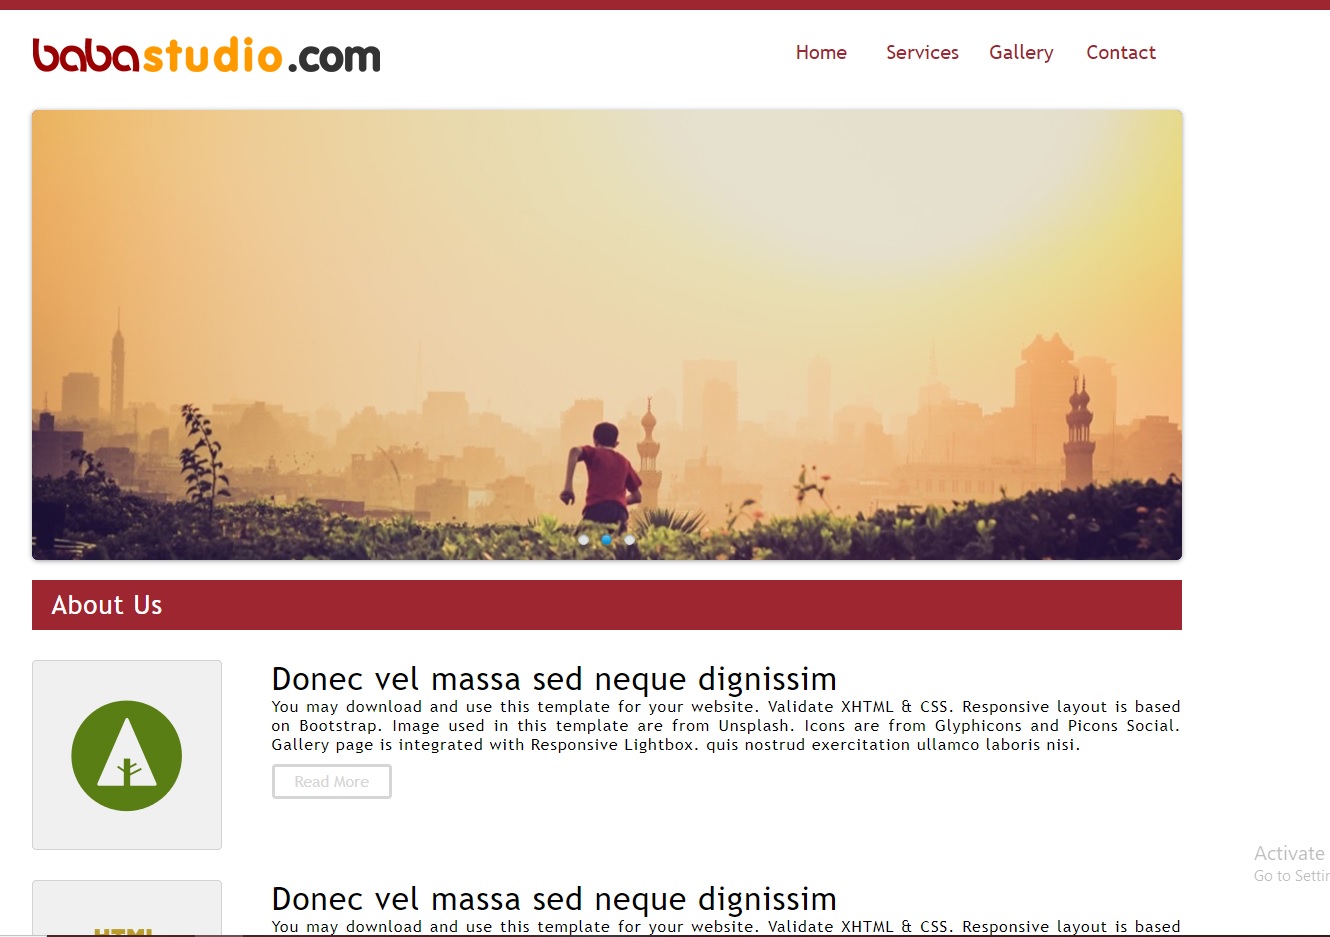 babastudio.com
Home Services Gallery Contact
About Us
Donec vel massa sed neque dignissim
You may download and use this template for your website. Validate XHTML & CSS. Responsive layout is based
on Bootstrap. Image used in this template are from Unsplash. Icons are from Glyphicons and Picons Social.
Gallery page is integrated with Responsive Lightbox. quis nostrud exercitation ullamco laboris nisi.
Read More
Activate
Go to Settin
Donec vel massa sed neque dignissim
You may download and use this template for your website. Validate XHTML & CSS. Responsive layout is based
HTML